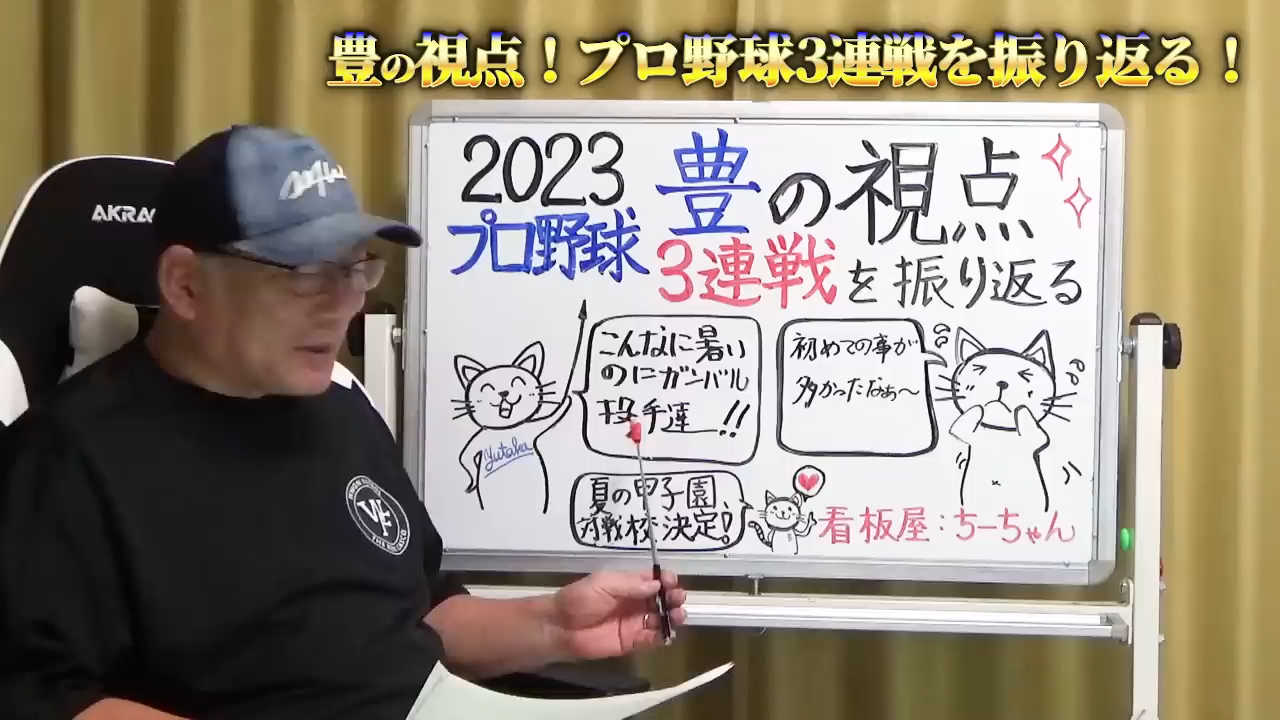 豊の視点！プロ野球3連戦を振り返る！
2023 豊の視点
プロ野球 3連戦を振り返る
こんなに暑い
のにガンバル
投手達_!!
初めての事が
多かったなぁ〜
yutaka
夏の甲子園、
対戦校決定!
看板屋:ちーちゃん
AKRAC
VF